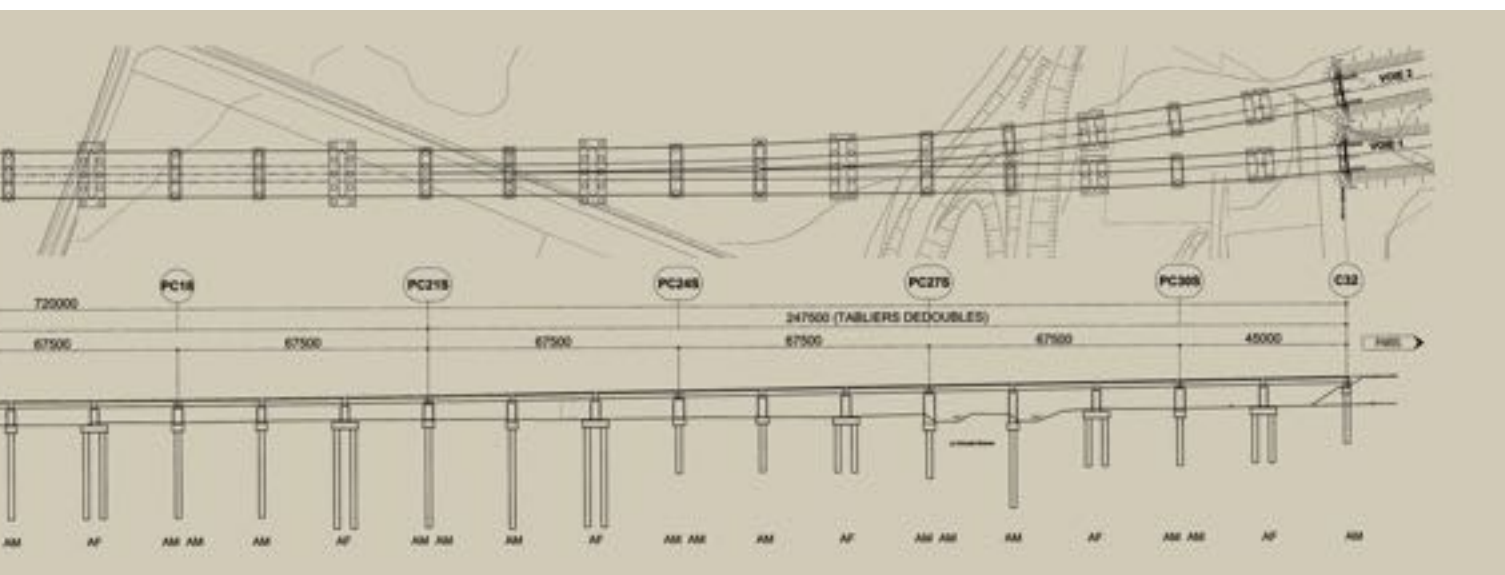 VOIE 2
VOIE 1
PC18 PC21S PC24S PC27S PC30S C32
720000
247500 (TABLIERS DEDOUBLES)
67500 67500 67500 67500 67500 45000
PARIS
AM AF AM AM AM AF AM AM AM AF AM AM AM AF AM AM AM AF AM AM AF AM